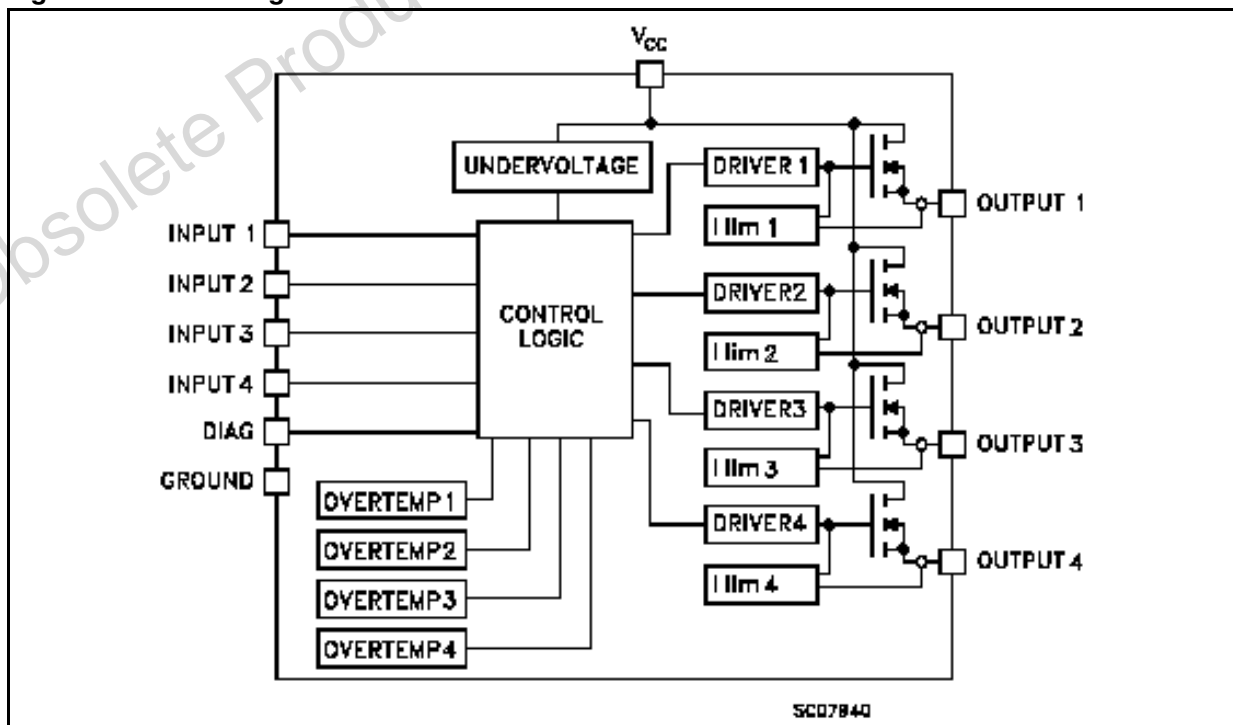 Obsolete Produ
V_CC
UNDERVOLTAGE
DRIVER 1
I lim 1
OUTPUT 1
INPUT 1
INPUT 2
INPUT 3
INPUT 4
DIAG
GROUND
CONTROL
LOGIC
DRIVER2
I lim 2
OUTPUT 2
DRIVER3
I lim 3
OUTPUT 3
DRIVER4
I lim 4
OUTPUT 4
OVERTEMP 1
OVERTEMP2
OVERTEMP3
OVERTEMP4
SC07840